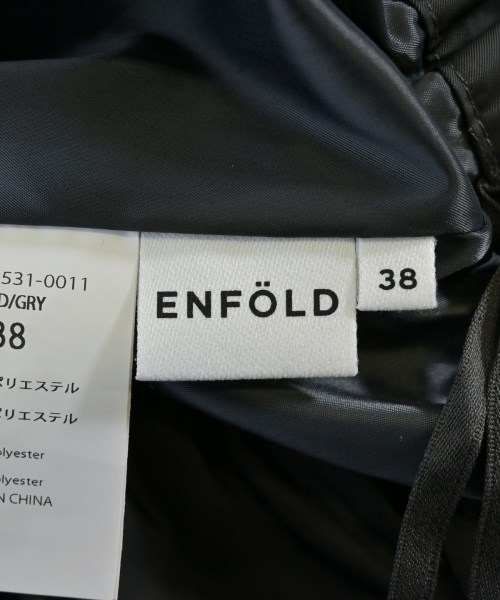 531-0011
D/GRY
38
リエステル
リエステル
olyester
olyester
N CHINA
ENFÖLD
38